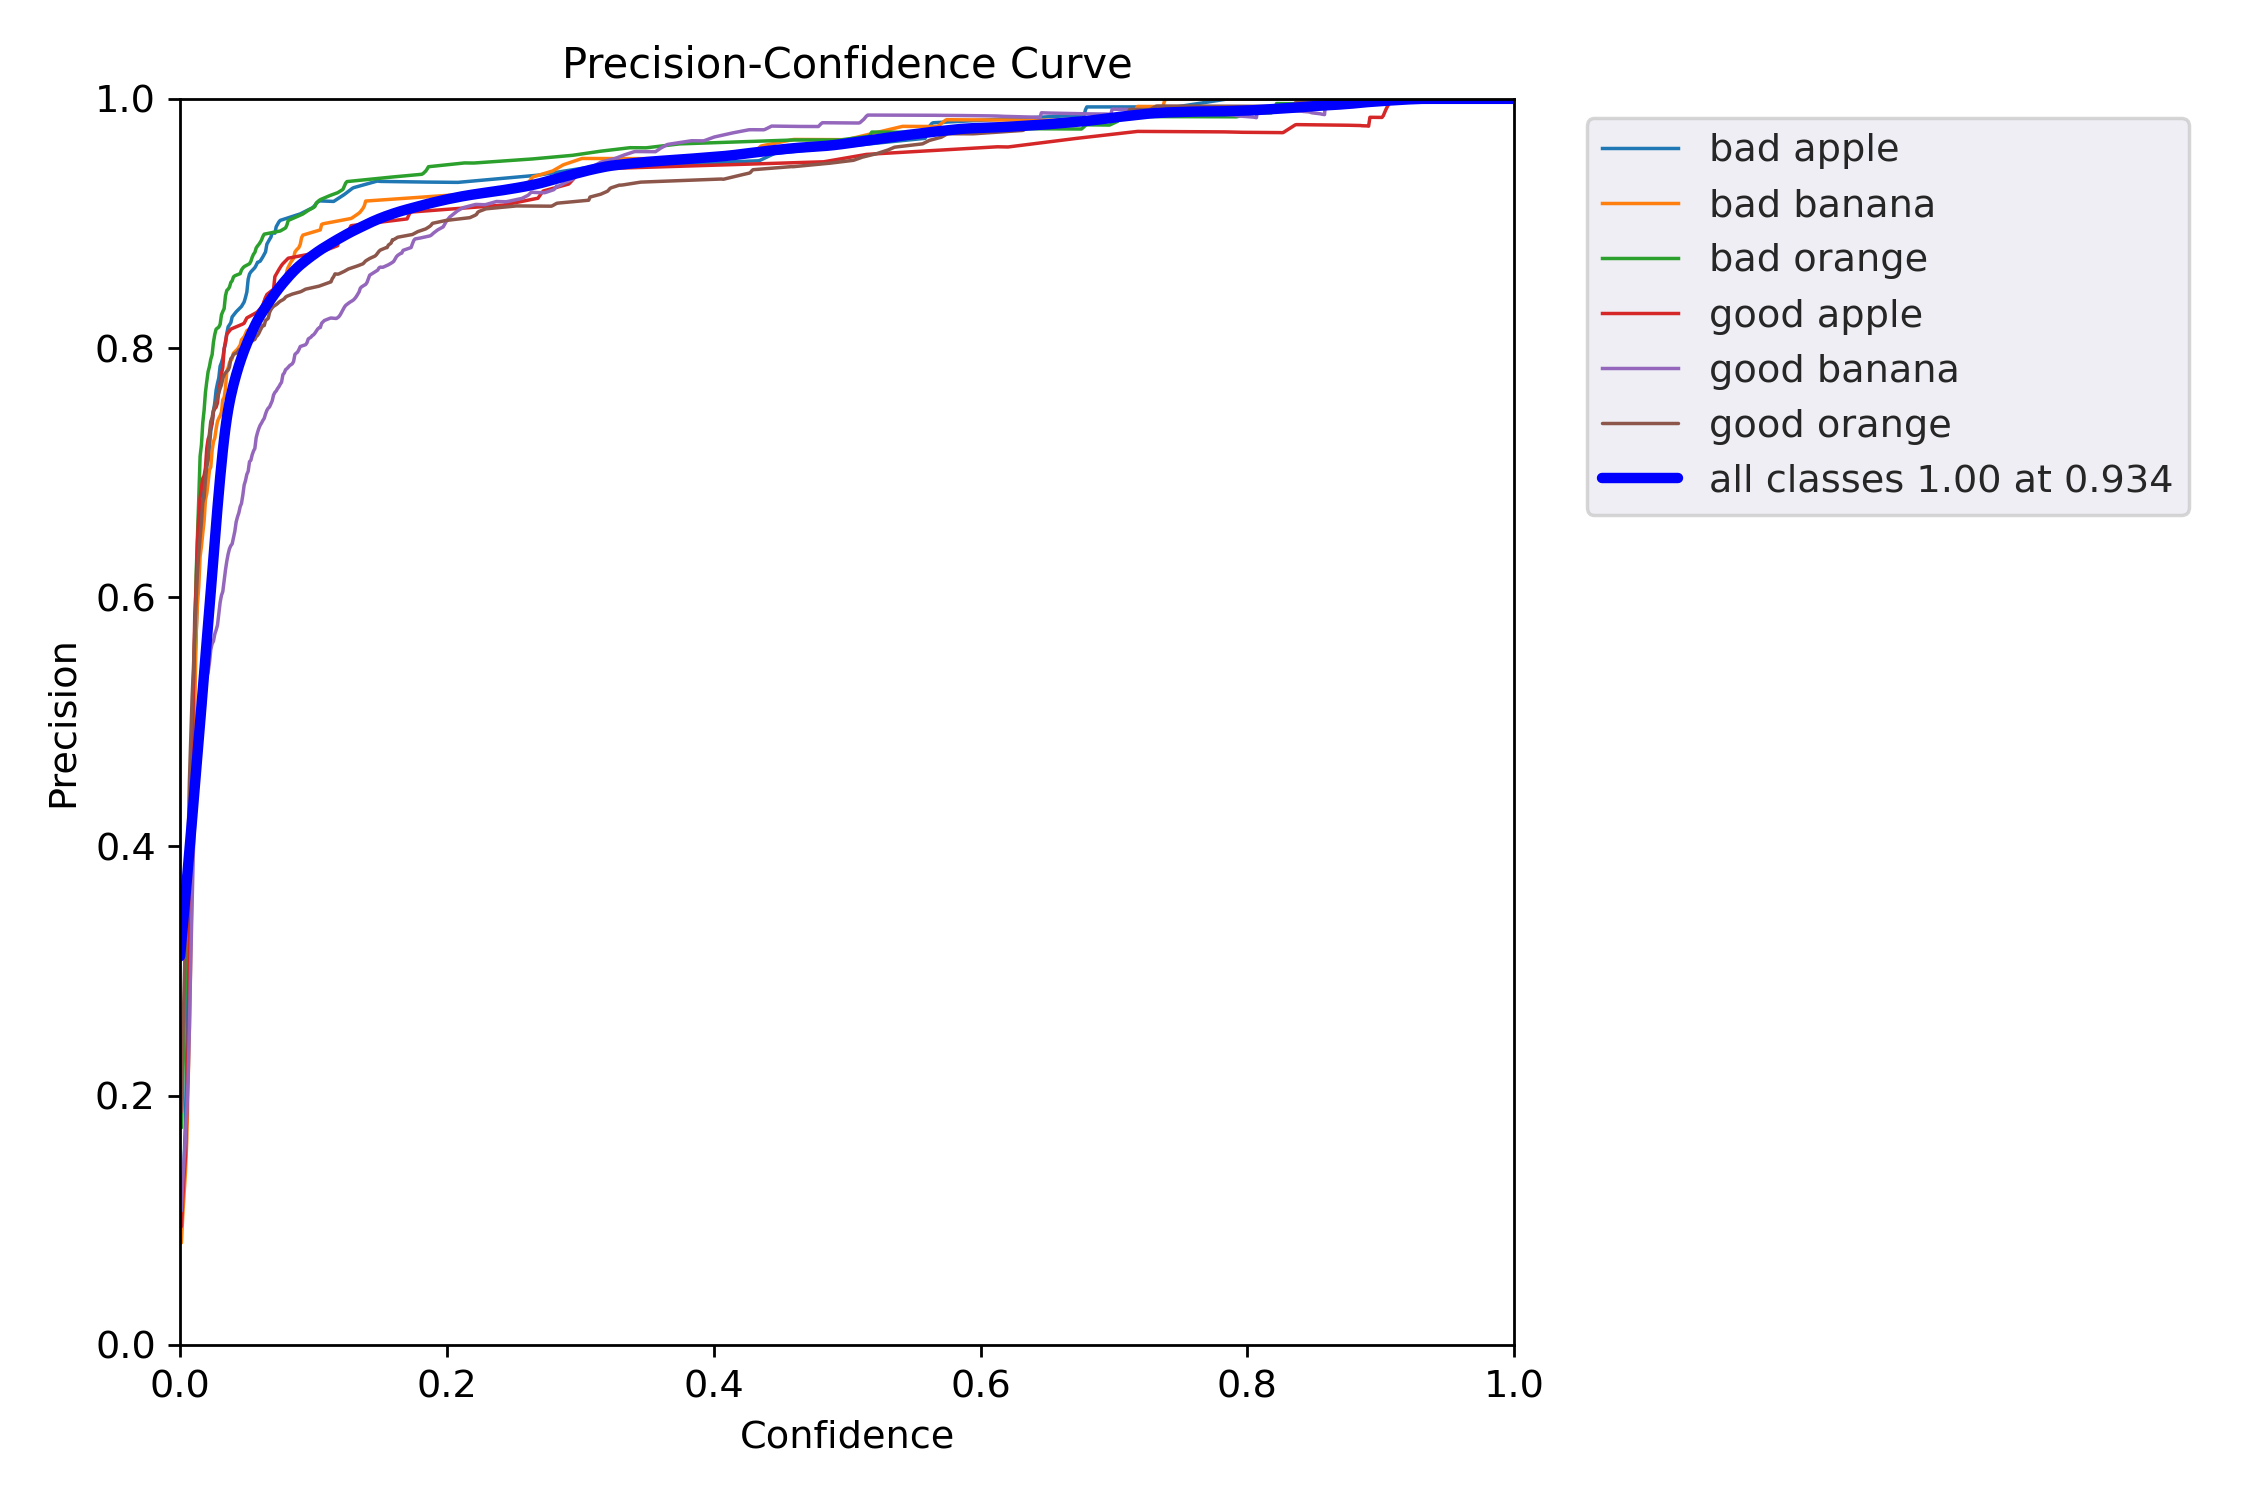 Precision-Confidence Curve
1.0
0.8
0.6
0.4
0.2
0.0
Precision
0.0 0.2 0.4 0.6 0.8 1.0
Confidence
bad apple
bad banana
bad orange
good apple
good banana
good orange
all classes 1.00 at 0.934